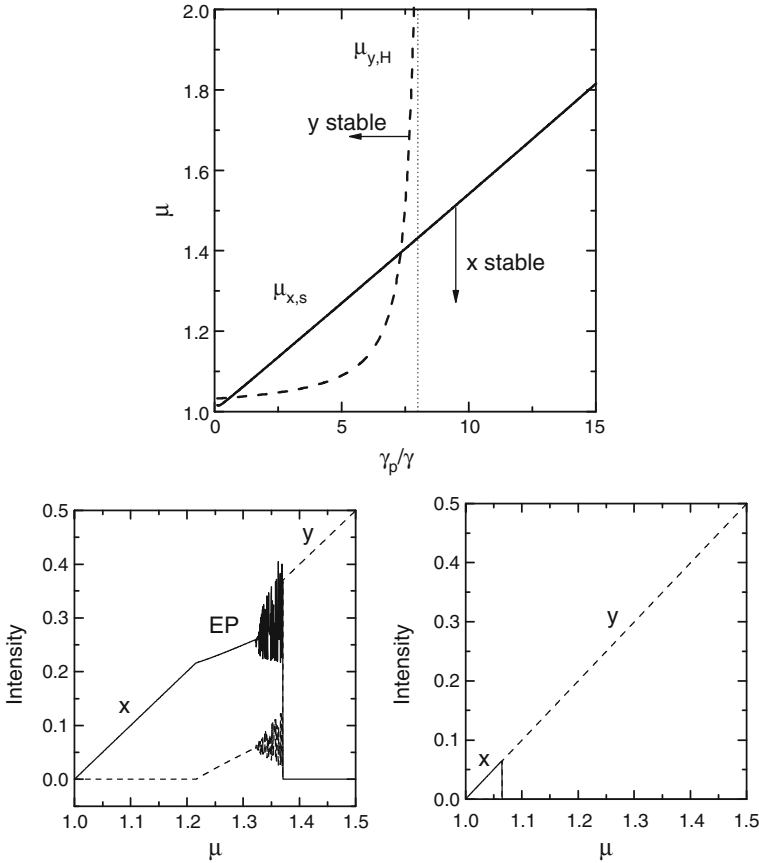 2.0
μy,H
1.8
y stable
1.6
μ
1.4
x stable
μx,s
1.2
1.0
0 5 10 15
γp/γ
0.5
y
0.4
0.3
EP
Intensity
0.2
x
0.1
0.0
1.0 1.1 1.2 1.3 1.4 1.5
μ
0.5
0.4
0.3
y
Intensity
0.2
0.1
x
0.0
1.0 1.1 1.2 1.3 1.4 1.5
μ